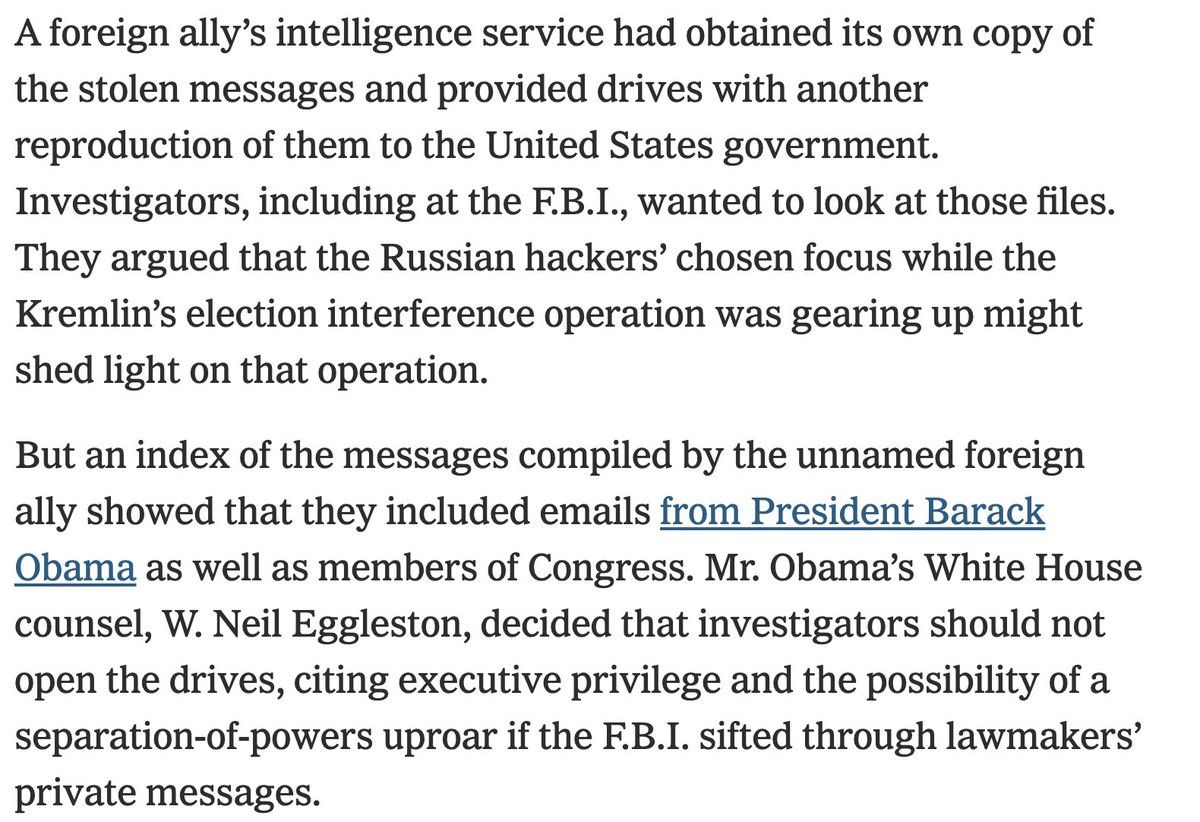 A foreign ally’s intelligence service had obtained its own copy of
the stolen messages and provided drives with another
reproduction of them to the United States government.
Investigators, including at the F.B.I., wanted to look at those files.
They argued that the Russian hackers’ chosen focus while the
Kremlin’s election interference operation was gearing up might
shed light on that operation.
But an index of the messages compiled by the unnamed foreign
ally showed that they included emails from President Barack
Obama as well as members of Congress. Mr. Obama’s White House
counsel, W. Neil Eggleston, decided that investigators should not
open the drives, citing executive privilege and the possibility of a
separation-of-powers uproar if the F.B.I. sifted through lawmakers’
private messages.